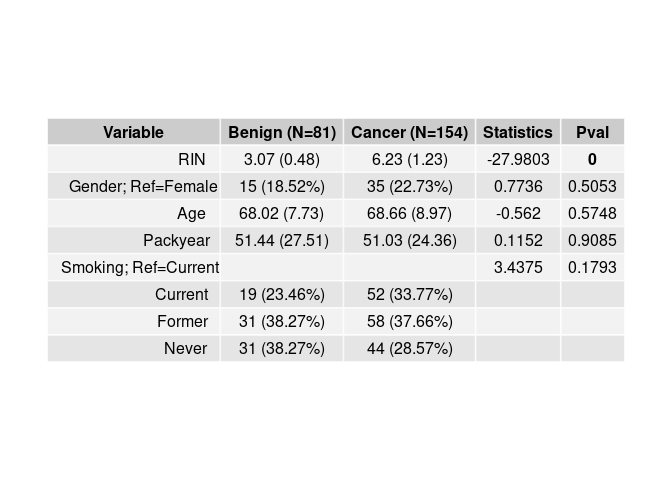 Variable Benign (N=81) Cancer (N=154) Statistics Pval
RIN 3.07 (0.48) 6.23 (1.23) -27.9803 0
Gender; Ref=Female 15 (18.52%) 35 (22.73%) 0.7736 0.5053
Age 68.02 (7.73) 68.66 (8.97) -0.562 0.5748
Packyear 51.44 (27.51) 51.03 (24.36) 0.1152 0.9085
Smoking; Ref=Current 3.4375 0.1793
Current 19 (23.46%) 52 (33.77%)
Former 31 (38.27%) 58 (37.66%)
Never 31 (38.27%) 44 (28.57%)